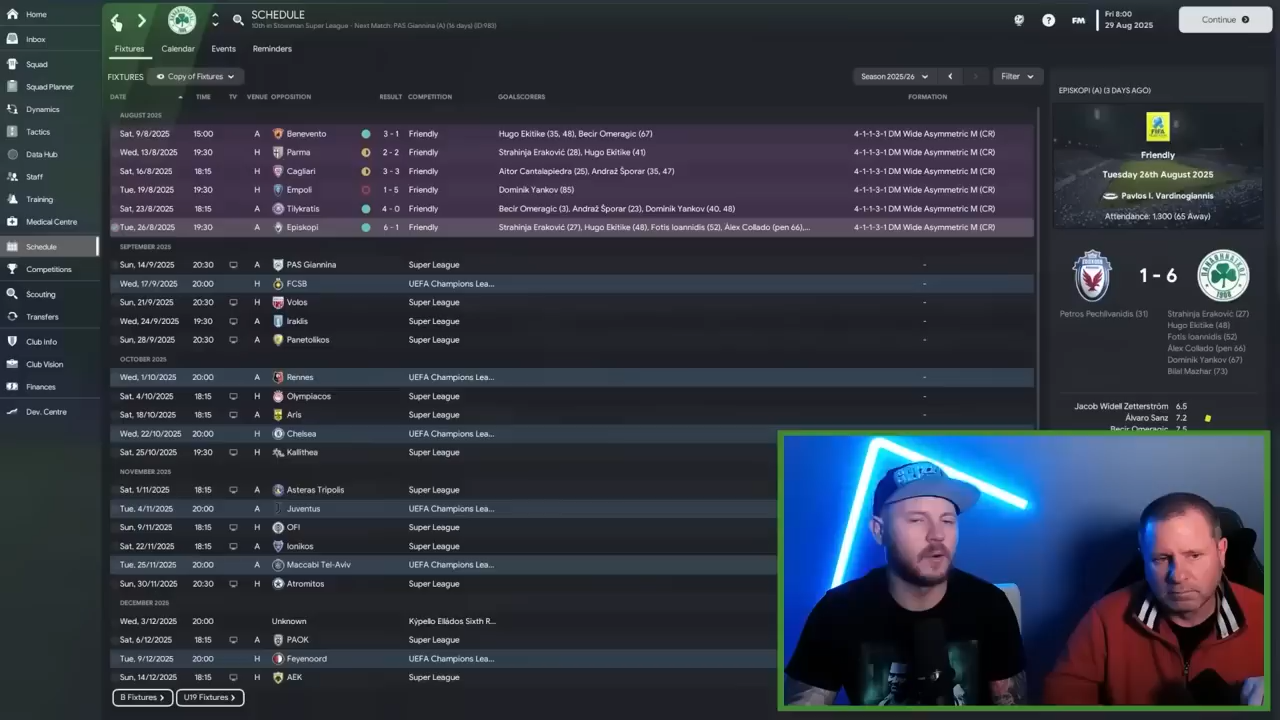 Home
Inbox
Squad
Squad Planner
Dynamics
Tactics
Data Hub
Staff
Training
Medical Centre
Schedule
Competitions
Scouting
Transfers
Club Info
Club Vision
Finances
Dev. Centre
SCHEDULE
10th in Stoewman Super League - Next Match: PAS Giannina (A) (16 days) (ID:983)
FM
Fri 8:00
29 Aug 2025
Continue
Fixtures Calendar Events Reminders
FIXTURES Copy of Fixtures Season 2025/26 Filter
DATE TIME TV VENUE OPPOSITION RESULT COMPETITION GOALSCORERS FORMATION
AUGUST 2025
Sat, 9/8/2025 15:00 A Benevento 3 - 1 Friendly Hugo Ekitike (35, 48), Becir Omeragic (67) 4-1-1-3-1 DM Wide Asymmetric M (CR)
Wed, 13/8/2025 19:30 H Parma 2 - 2 Friendly Strahinja Eraković (28), Hugo Ekitike (41) 4-1-1-3-1 DM Wide Asymmetric M (CR)
Sat, 16/8/2025 18:15 H Cagliari 3 - 3 Friendly Aitor Cantalapiedra (25), Andraž Šporar (35, 47) 4-1-1-3-1 DM Wide Asymmetric M (CR)
Tue, 19/8/2025 19:30 H Empoli 1 - 5 Friendly Dominik Yankov (85) 4-1-1-3-1 DM Wide Asymmetric M (CR)
Sat, 23/8/2025 18:15 A Tilykratis 4 - 0 Friendly Becir Omeragic (3), Andraž Šporar (23), Dominik Yankov (40, 48) 4-1-1-3-1 DM Wide Asymmetric M (CR)
Tue, 26/8/2025 19:30 A Episkopi 6 - 1 Friendly Strahinja Eraković (27), Hugo Ekitike (48), Fotis Ioannidis (52), Álex Collado (pen 66),... 4-1-1-3-1 DM Wide Asymmetric M (CR)
SEPTEMBER 2025
Sun, 14/9/2025 20:30 A PAS Giannina Super League -
Wed, 17/9/2025 20:00 H FCSB UEFA Champions Lea... -
Sun, 21/9/2025 20:30 H Volos Super League -
Wed, 24/9/2025 19:30 A Iraklis Super League -
Sun, 28/9/2025 20:30 A Panetolikos Super League -
OCTOBER 2025
Wed, 1/10/2025 20:00 A Rennes UEFA Champions Lea... -
Sat, 4/10/2025 18:15 H Olympiacos Super League -
Sat, 18/10/2025 18:15 A Aris Super League -
Wed, 22/10/2025 20:00 H Chelsea UEFA Champions Lea...
Sat, 25/10/2025 19:30 H Kallithea Super League
NOVEMBER 2025
Sat, 1/11/2025 18:15 A Asteras Tripolis Super League
Tue, 4/11/2025 20:00 A Juventus UEFA Champions Lea...
Sun, 9/11/2025 18:15 H OFI Super League
Sat, 22/11/2025 18:15 A Ionikos Super League
Tue, 25/11/2025 20:00 A Maccabi Tel-Aviv UEFA Champions Lea...
Sun, 30/11/2025 20:30 H Atromitos Super League
DECEMBER 2025
Wed, 3/12/2025 20:00 Unknown Kýpello Elládos Sixth R...
Sat, 6/12/2025 18:15 A PAOK Super League
Tue, 9/12/2025 20:00 H Feyenoord UEFA Champions Lea...
Sun, 14/12/2025 18:15 H AEK Super League
B Fixtures > U19 Fixtures >
EPISKOPI (A) (3 DAYS AGO)
Friendly
Tuesday 26th August 2025
Pavlos I. Vardinogiannis
Attendance: 1,300 (65 Away)
1 - 6
Petros Pechlivanidis (31)
Strahinja Eraković (27)
Hugo Ekitike (48)
Fotis Ioannidis (52)
Álex Collado (pen 66)
Dominik Yankov (67)
Bilal Mazhar (73)
Jacob Widell Zetterström 6.5
Álvaro Sanz 7.2
Becir Omeragic 7.5